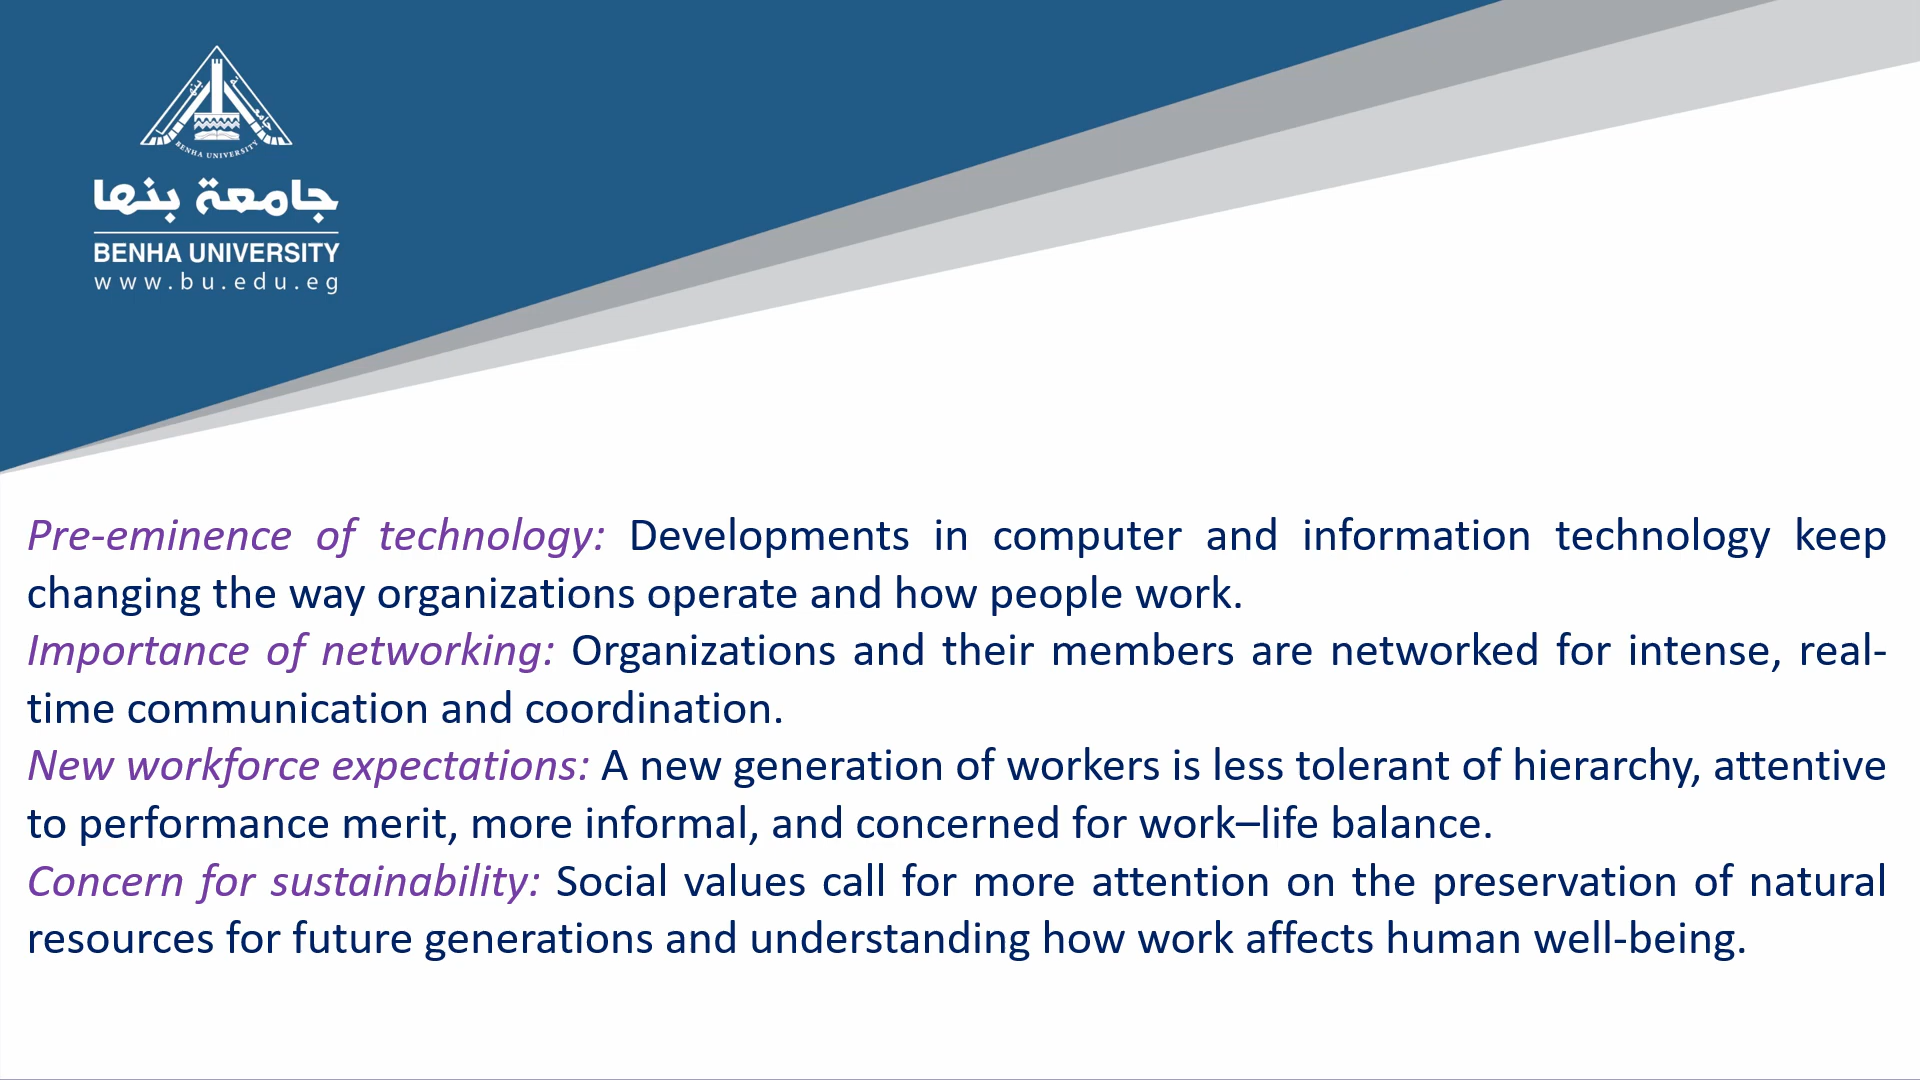 BENHA UNIVERSITY
جامعة بنها
BENHA UNIVERSITY
www.bu.edu.eg
Pre-eminence of technology: Developments in computer and information technology keep
changing the way organizations operate and how people work.
Importance of networking: Organizations and their members are networked for intense, real-
time communication and coordination.
New workforce expectations: A new generation of workers is less tolerant of hierarchy, attentive
to performance merit, more informal, and concerned for work–life balance.
Concern for sustainability: Social values call for more attention on the preservation of natural
resources for future generations and understanding how work affects human well-being.